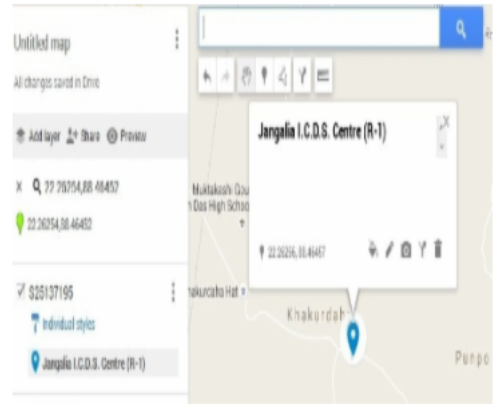 Untitled map
All changes saved in Drive
Add layer Share Preview
22.26254,88.46452
22.26254,88.46452
S25137195
Individual styles
Jangalia I.C.D.S. Centre (R-1)
Jangalia I.C.D.S. Centre (R-1)
22.26256, 88.46457
Muktakashi Gou
Das High School
Khakurdah
Punpo